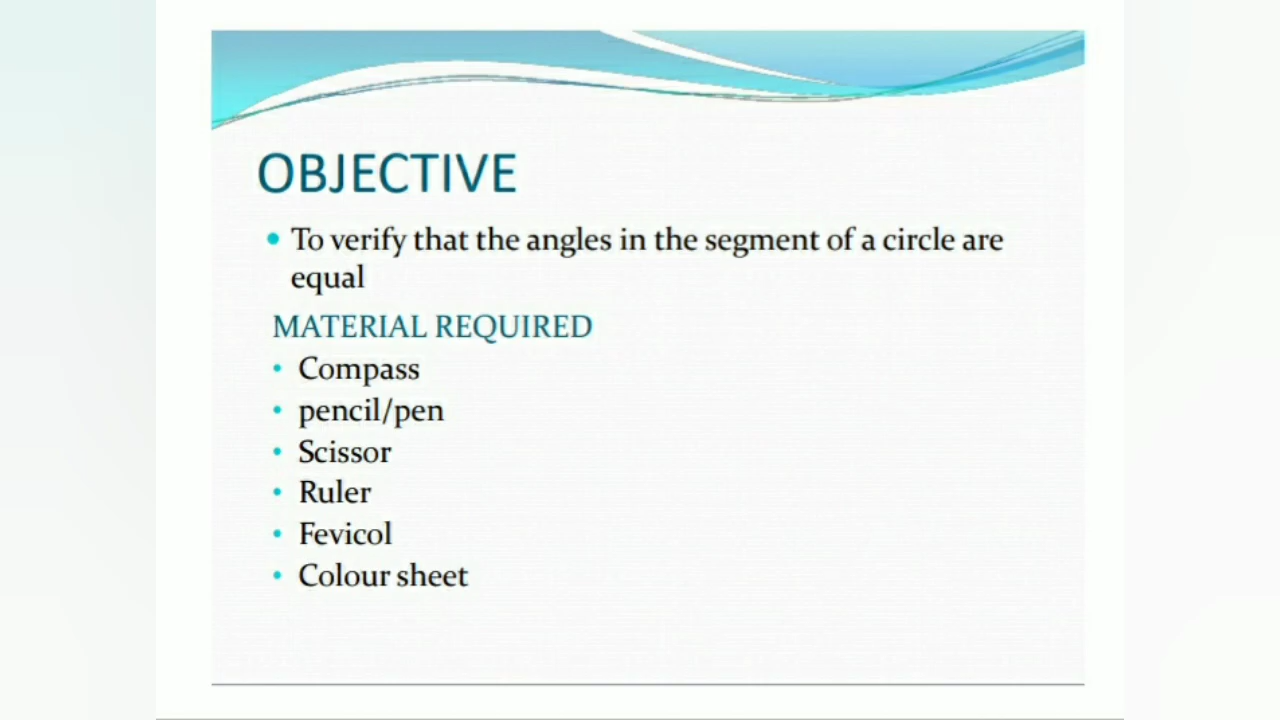 OBJECTIVE
• To verify that the angles in the segment of a circle are
equal
MATERIAL REQUIRED
• Compass
• pencil/pen
• Scissor
• Ruler
• Fevicol
• Colour sheet